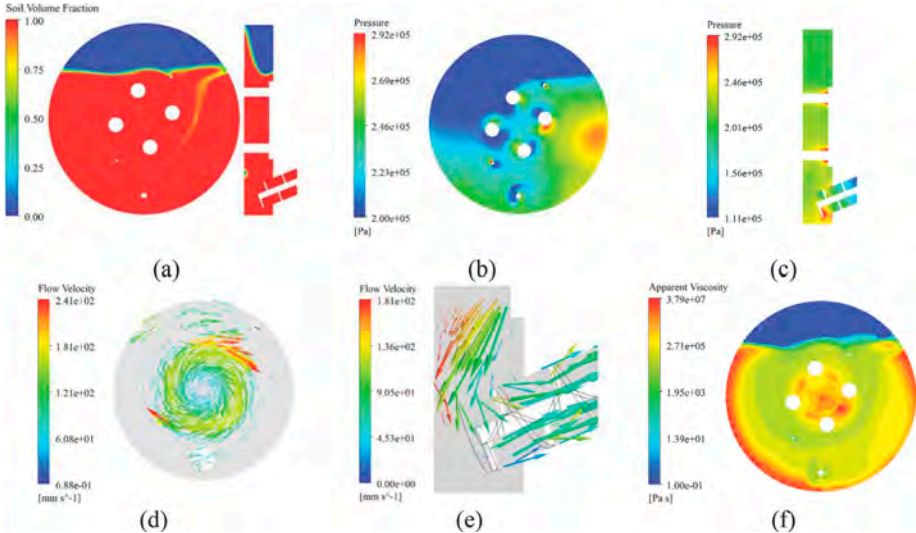 Soil.Volume Fraction
1.00
0.75
0.50
0.25
0.00
(a)
Pressure
2.92e+05
2.69e+05
2.46e+05
2.23e+05
2.00e+05
[Pa]
(b)
Pressure
2.92e+05
2.46e+05
2.01e+05
1.56e+05
1.11e+05
[Pa]
(c)
Flow Velocity
2.41e+02
1.81e+02
1.21e+02
6.08e+01
6.88e-01
[mm s^-1]
(d)
Flow Velocity
1.81e+02
1.36e+02
9.05e+01
4.53e+01
0.00e+00
[mm s^-1]
(e)
Apparent Viscosity
3.79e+07
2.71e+05
1.95e+03
1.39e+01
1.00e-01
[Pa s]
(f)